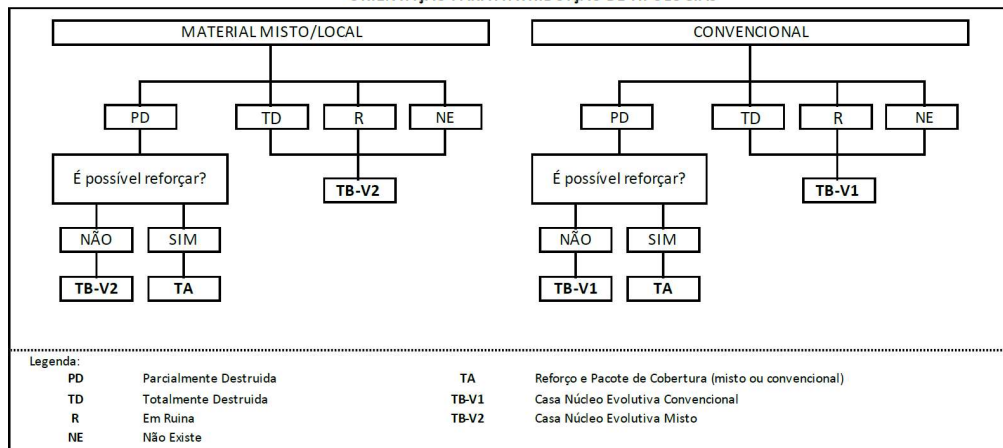 MATERIAL MISTO/LOCAL
PD
TD
R
NE
É possível reforçar?
TB-V2
NÃO
SIM
TB-V2
TA
CONVENCIONAL
PD
TD
R
NE
É possível reforçar?
TB-V1
NÃO
SIM
TB-V1
TA
Legenda:
PD Parcialmente Destruida
TD Totalmente Destruida
R Em Ruina
NE Não Existe
TA Reforço e Pacote de Cobertura (misto ou convencional)
TB-V1 Casa Núcleo Evolutiva Convencional
TB-V2 Casa Núcleo Evolutiva Misto